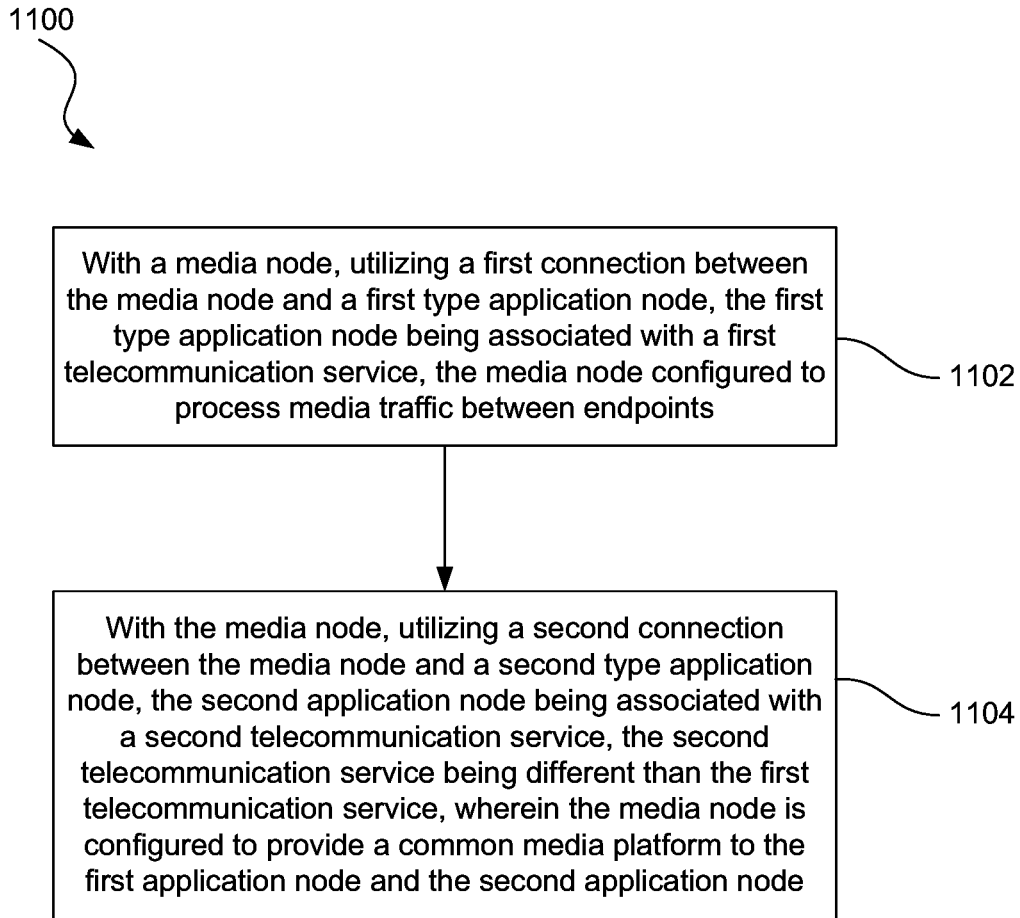 1100
With a media node, utilizing a first connection between
the media node and a first type application node, the first
type application node being associated with a first
telecommunication service, the media node configured to
process media traffic between endpoints
1102
With the media node, utilizing a second connection
between the media node and a second type application
node, the second application node being associated with
a second telecommunication service, the second
telecommunication service being different than the first
telecommunication service, wherein the media node is
configured to provide a common media platform to the
first application node and the second application node
1104